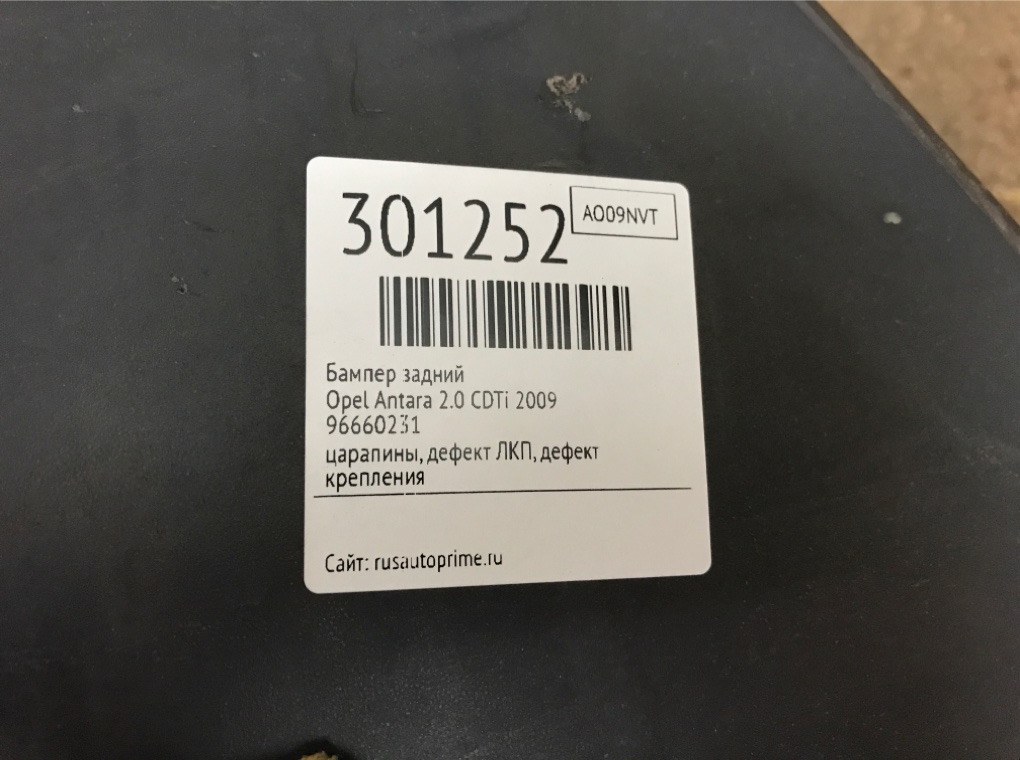 301252
AO09NVT
Бампер задний
Opel Antara 2.0 CDTi 2009
96660231
царапины, дефект ЛКП, дефект
крепления
Сайт: rusautoprime.ru